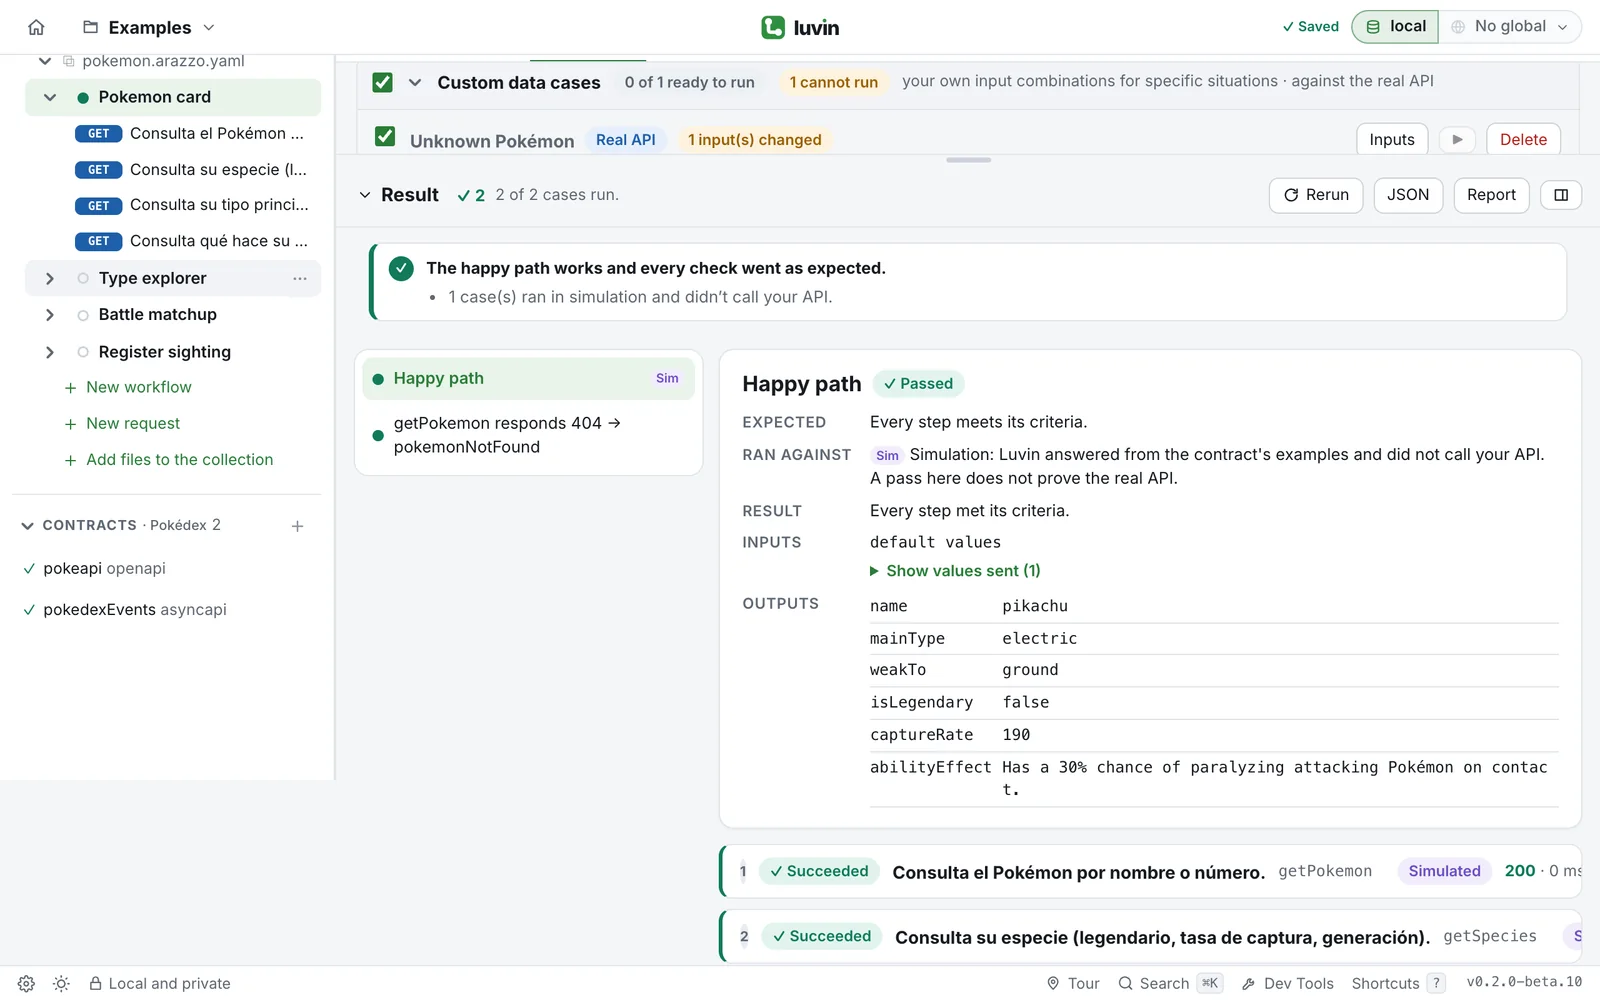 Examples
luvin
Saved
local
No global
pokemon.arazzo.yaml
Pokemon card
GET Consulta el Pokémon ...
GET Consulta su especie (l...
GET Consulta su tipo princi...
GET Consulta qué hace su ...
Type explorer ...
Battle matchup
Register sighting
+ New workflow
+ New request
+ Add files to the collection
CONTRACTS · Pokédex 2 +
pokeapi openapi
pokedexEvents asyncapi
Custom data cases 0 of 1 ready to run 1 cannot run your own input combinations for specific situations · against the real API
Unknown Pokémon Real API 1 input(s) changed Inputs Delete
Result 2 2 of 2 cases run. Rerun JSON Report
The happy path works and every check went as expected.
• 1 case(s) ran in simulation and didn’t call your API.
Happy path Sim
getPokemon responds 404 →
pokemonNotFound
Happy path Passed
EXPECTED Every step meets its criteria.
RAN AGAINST Sim Simulation: Luvin answered from the contract's examples and did not call your API.
A pass here does not prove the real API.
RESULT Every step met its criteria.
INPUTS default values
Show values sent (1)
OUTPUTS name pikachu
mainType electric
weakTo ground
isLegendary false
captureRate 190
abilityEffect Has a 30% chance of paralyzing attacking Pokémon on contac
t.
1 Succeeded Consulta el Pokémon por nombre o número. getPokemon Simulated 200 · 0 ms
2 Succeeded Consulta su especie (legendario, tasa de captura, generación). getSpecies S
Local and private
Tour Search ⌘K Dev Tools Shortcuts ? v0.2.0-beta.10